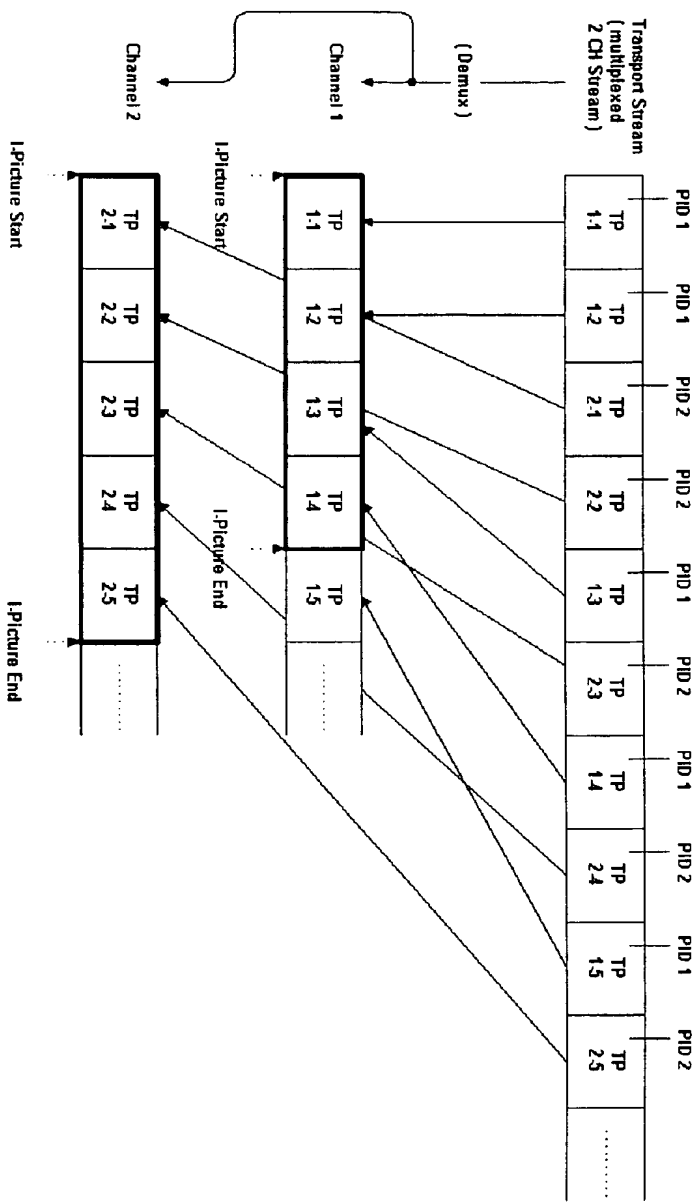 PID 1
PID 1
PID 2
PID 2
PID 1
PID 2
PID 1
PID 2
PID 1
PID 2
Transport Stream
( multiplexed
2 CH Stream )
TP
1-1
TP
1-2
TP
2-1
TP
2-2
TP
1-3
TP
2-3
TP
1-4
TP
2-4
TP
1-5
TP
2-5
..........
( Demux )
Channel 1
TP
1-1
TP
1-2
TP
1-3
TP
1-4
TP
1-5
..........
I-Picture Start
I-Picture End
Channel 2
TP
2-1
TP
2-2
TP
2-3
TP
2-4
TP
2-5
..........
I-Picture Start
I-Picture End